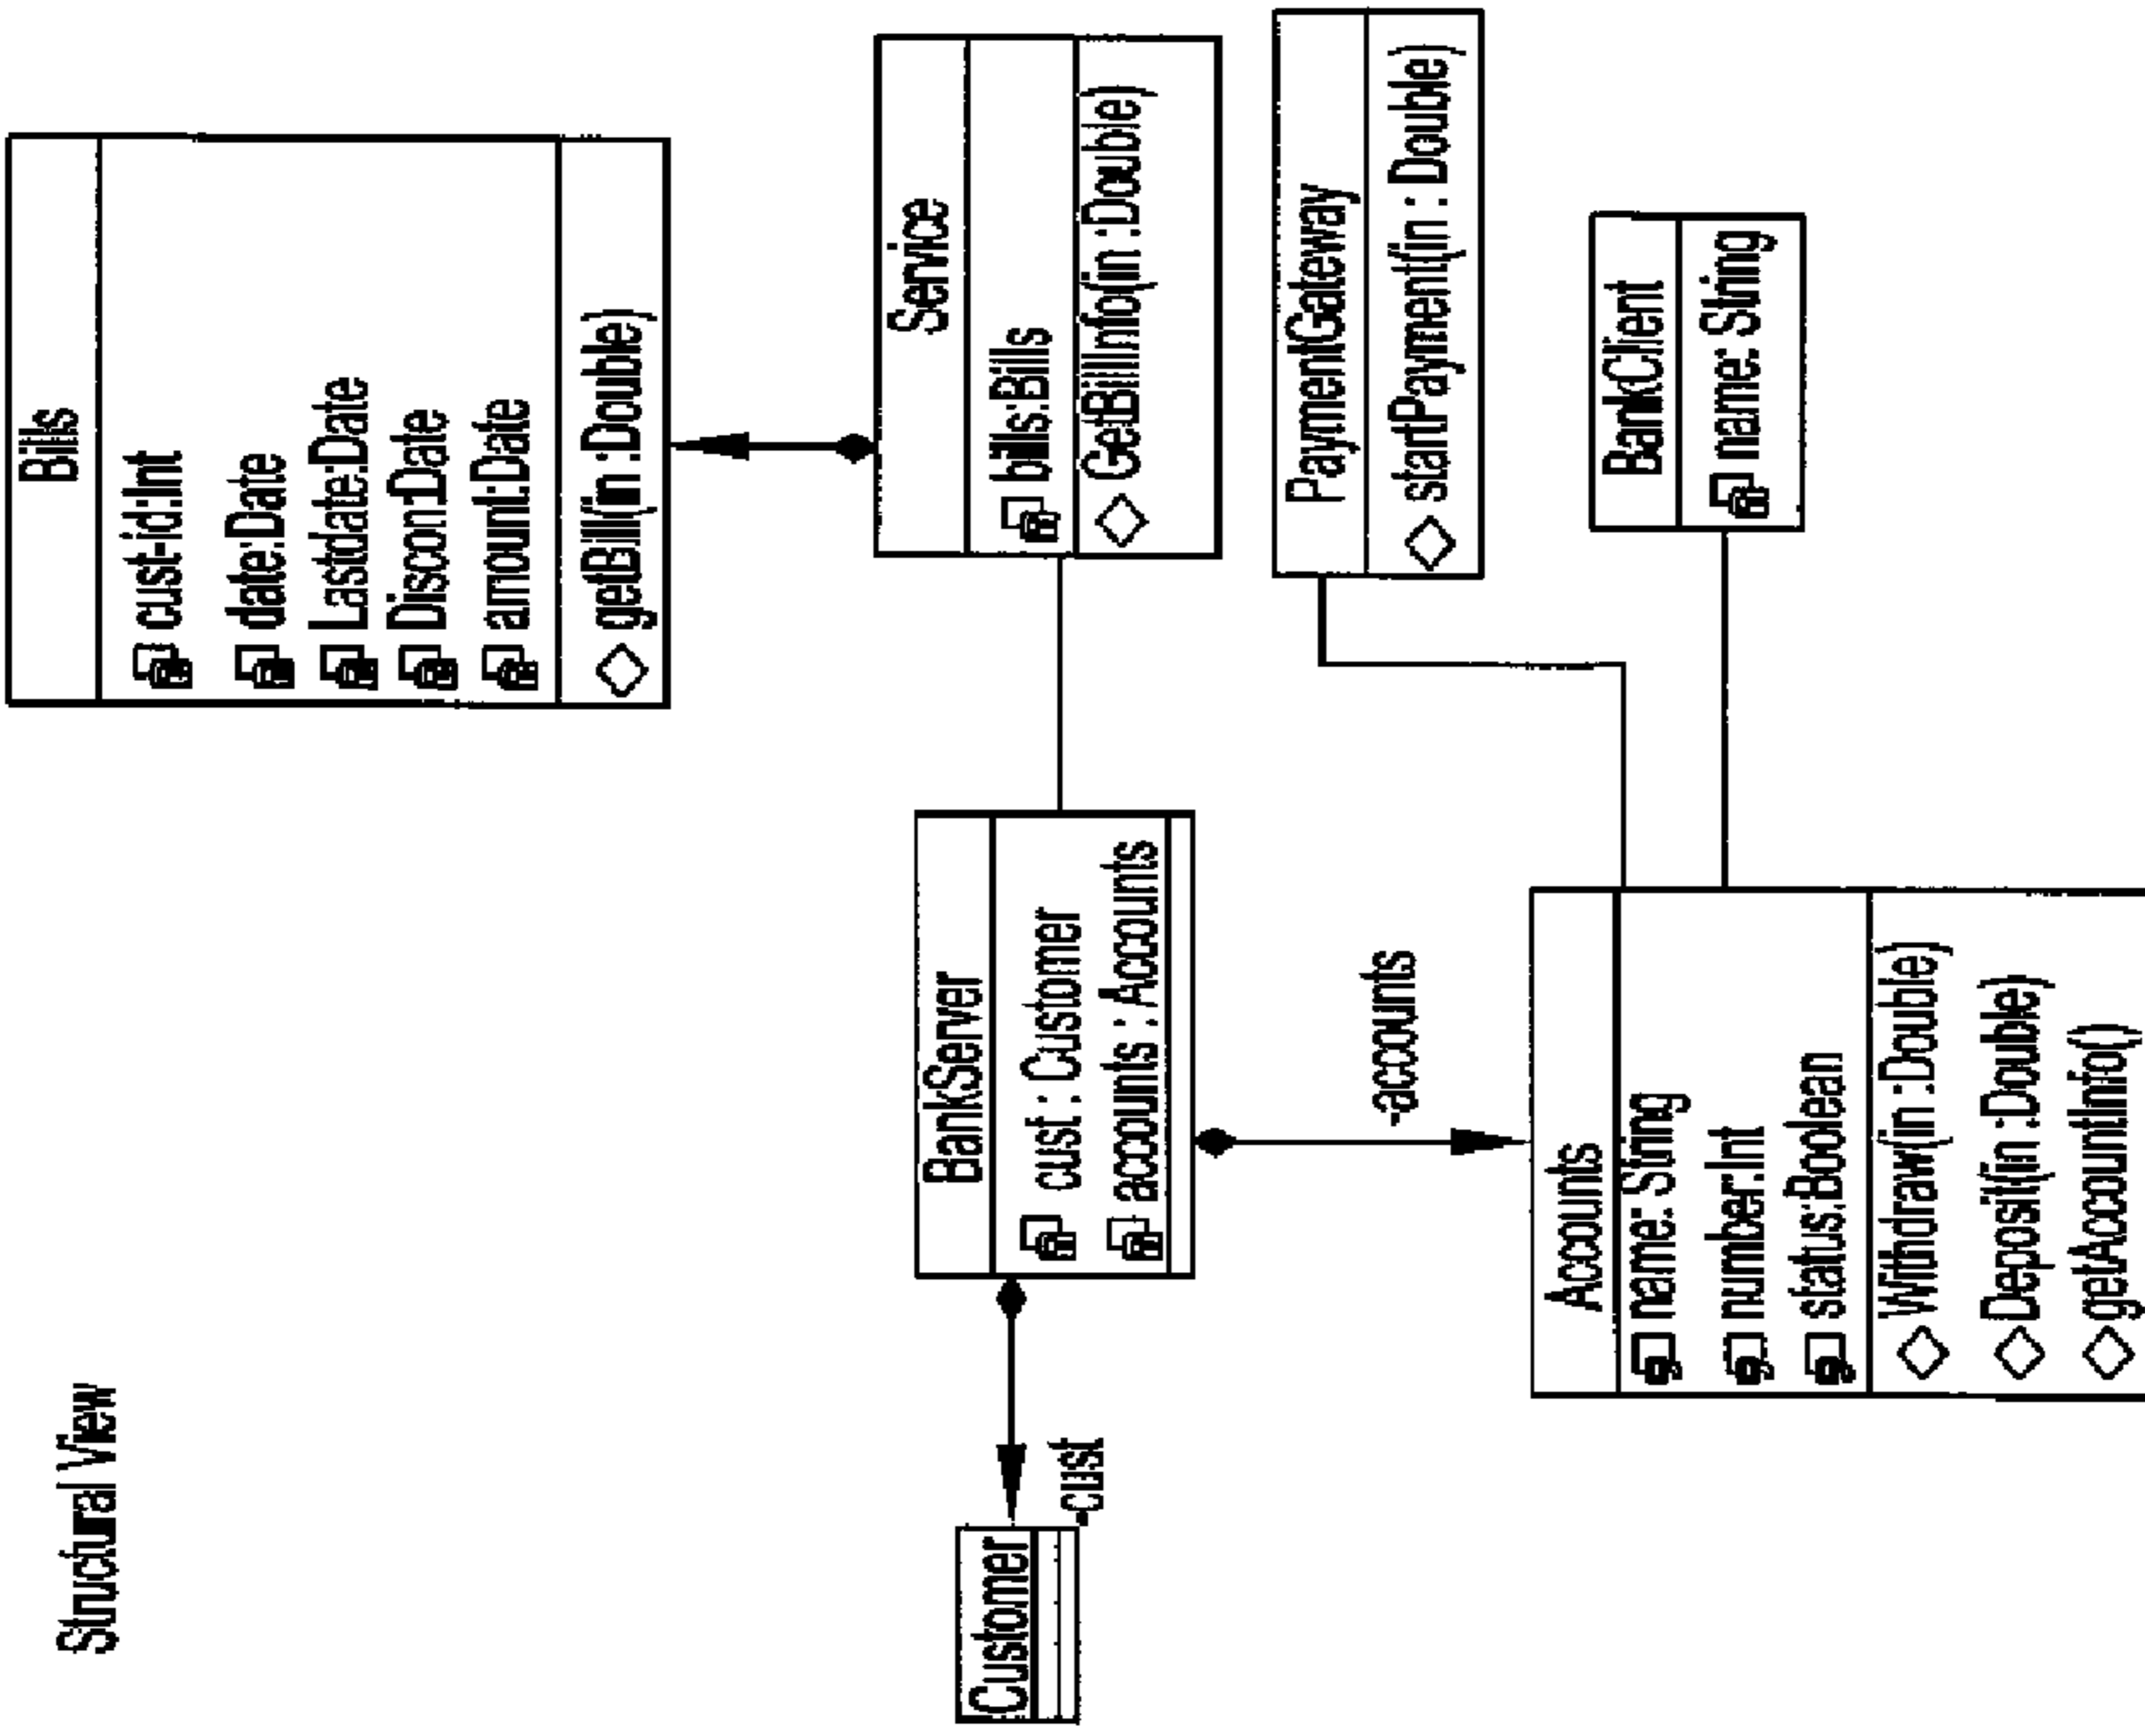 Structural View
Bills
cust-id:Int
date:Date
Lastdate:Date
Discon:Date
amount:Date
getBill(in :Double)
Customer
-cust
BankServer
cust : Customer
accounts : Accounts
Service
bills:Bills
GetBillinfo(in :Double)
-accounts
PaymentGateway
startPayment(in : Double)
Accounts
name: String
number:Int
status:Boolean
Withdraw(in :Double)
Deposit(in :Double)
getAccountinfo()
BankClient
name: String